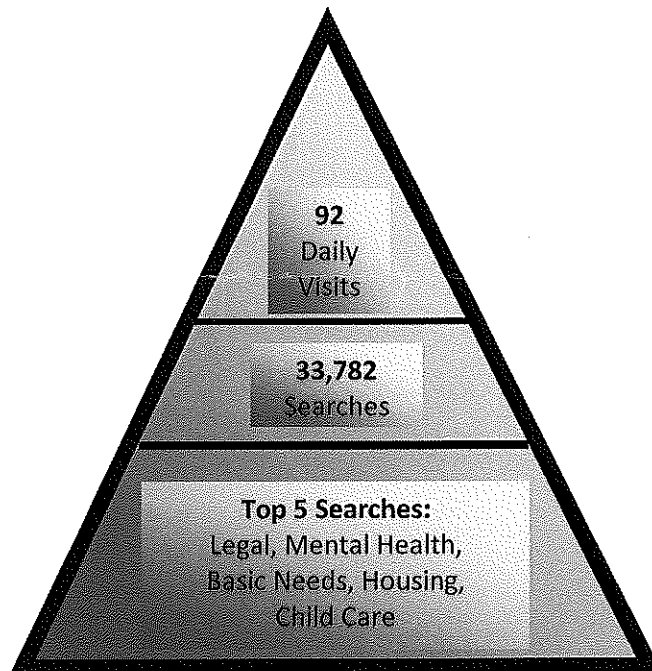 92
Daily
Visits
33,782
Searches
Top 5 Searches:
Legal, Mental Health,
Basic Needs, Housing,
Child Care